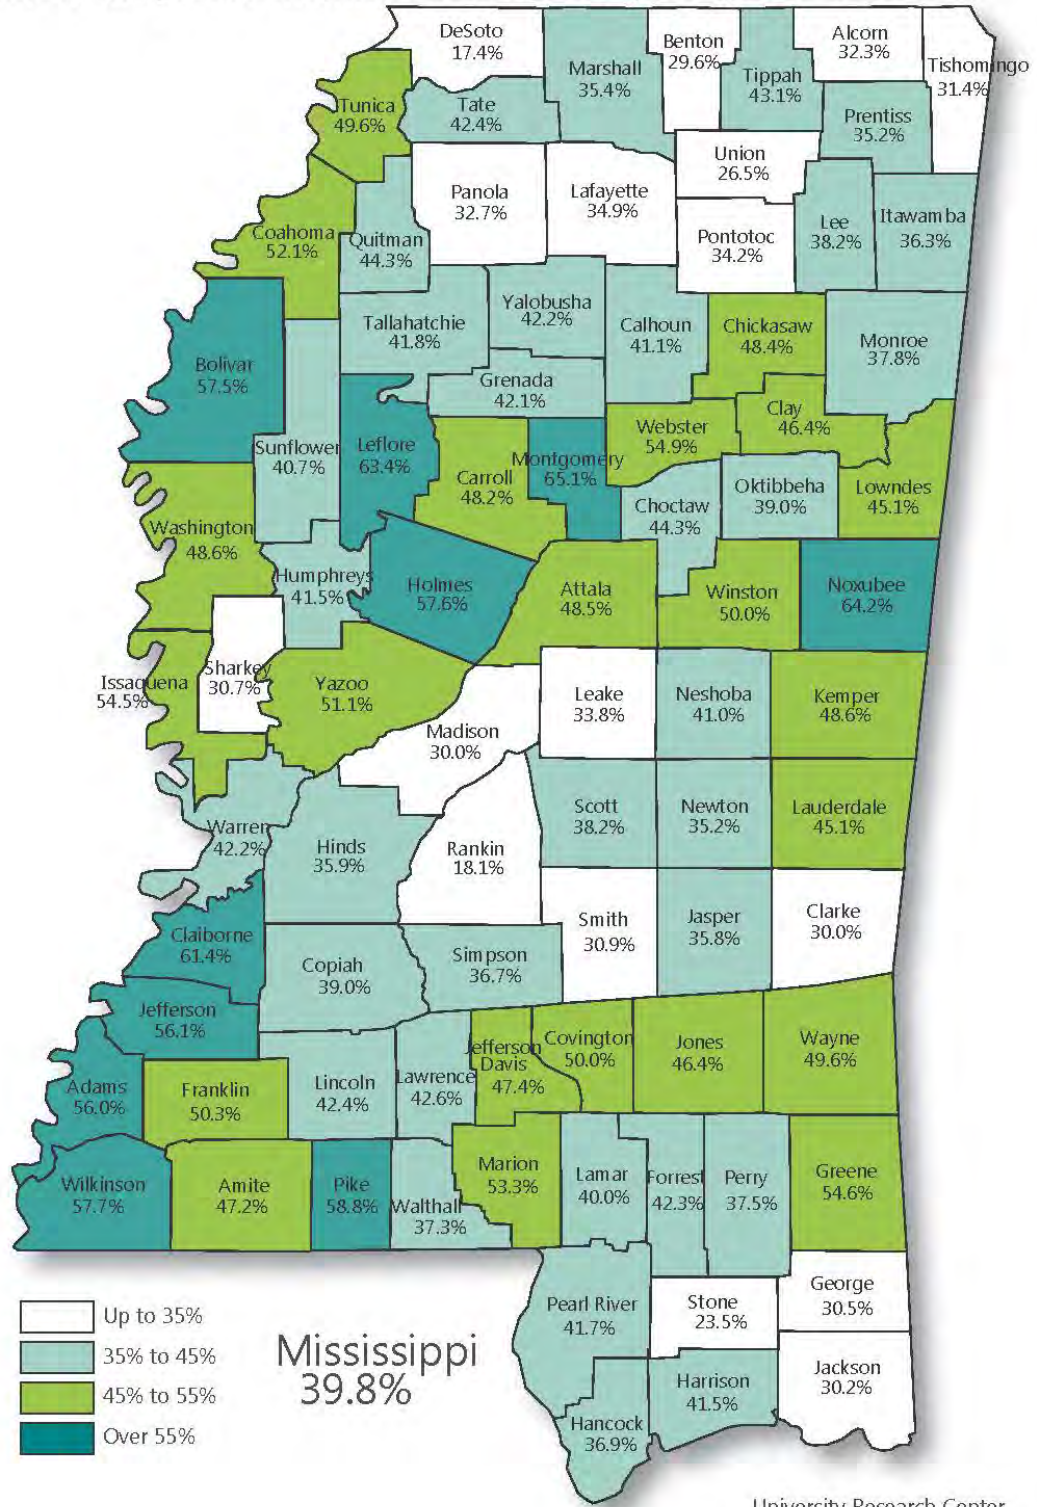 DeSoto
17.4%
Marshall
35.4%
Benton
29.6%
Tippah
43.1%
Alcorn
32.3%
Tishomingo
31.4%
Tunica
49.6%
Tate
42.4%
Prentiss
35.2%
Union
26.5%
Panola
32.7%
Lafayette
34.9%
Pontotoc
34.2%
Lee
38.2%
Itawamba
36.3%
Coahoma
52.1%
Quitman
44.3%
Tallahatchie
41.8%
Yalobusha
42.2%
Calhoun
41.1%
Chickasaw
48.4%
Monroe
37.8%
Bolivar
57.5%
Grenada
42.1%
Sunflower
40.7%
Leflore
63.4%
Carroll
48.2%
Montgomery
65.1%
Webster
54.9%
Clay
46.4%
Choctaw
44.3%
Oktibbeha
39.0%
Lowndes
45.1%
Washington
48.6%
Humphreys
41.5%
Holmes
57.6%
Attala
48.5%
Winston
50.0%
Noxubee
64.2%
Issaquena
54.5%
Sharkey
30.7%
Yazoo
51.1%
Madison
30.0%
Leake
33.8%
Neshoba
41.0%
Kemper
48.6%
Warren
42.2%
Hinds
35.9%
Rankin
18.1%
Scott
38.2%
Newton
35.2%
Lauderdale
45.1%
Claiborne
61.4%
Copiah
39.0%
Simpson
36.7%
Smith
30.9%
Jasper
35.8%
Clarke
30.0%
Jefferson
56.1%
Adams
56.0%
Franklin
50.3%
Lincoln
42.4%
Lawrence
42.6%
Jefferson
Davis
47.4%
Covington
50.0%
Jones
46.4%
Wayne
49.6%
Wilkinson
57.7%
Amite
47.2%
Pike
58.8%
Walthall
37.3%
Marion
53.3%
Lamar
40.0%
Forrest
42.3%
Perry
37.5%
Greene
54.6%
Pearl River
41.7%
Stone
23.5%
George
30.5%
Hancock
36.9%
Harrison
41.5%
Jackson
30.2%
Up to 35%
35% to 45%
45% to 55%
Over 55%
Mississippi
39.8%
University Research Center